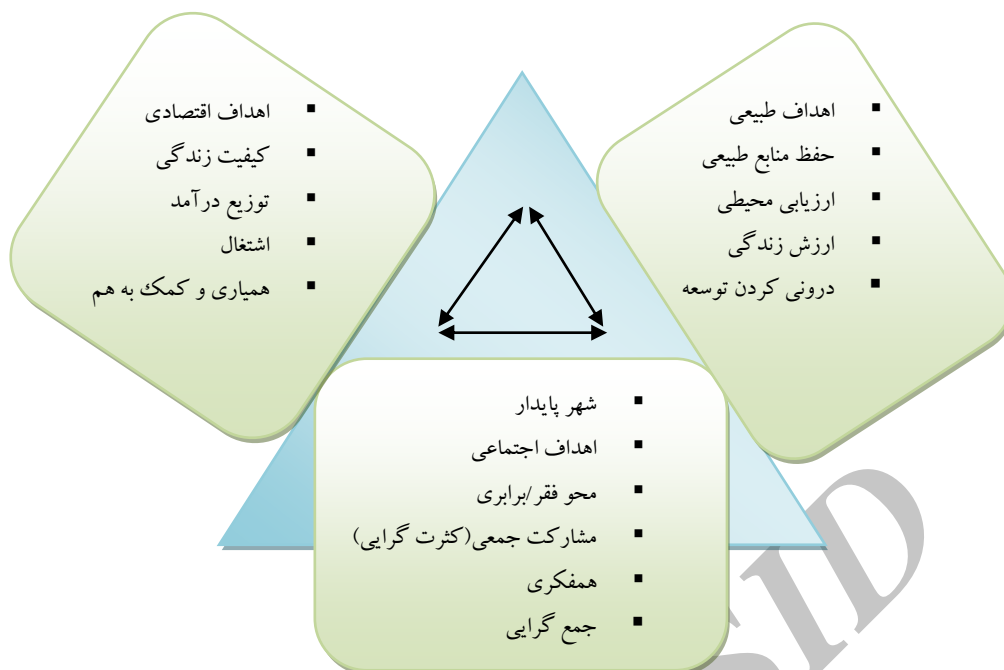 اهداف طبیعی
حفظ منابع طبیعی
ارزیابی محیطی
ارزش زندگی
درونی کردن توسعه
اهداف اقتصادی
کیفیت زندگی
توزیع درآمد
اشتغال
همیاری و کمک به هم
شهر پایدار
اهداف اجتماعی
محو فقر/برابری
مشارکت جمعی(کثرت گرایی)
همفکری
جمع گرایی
SID